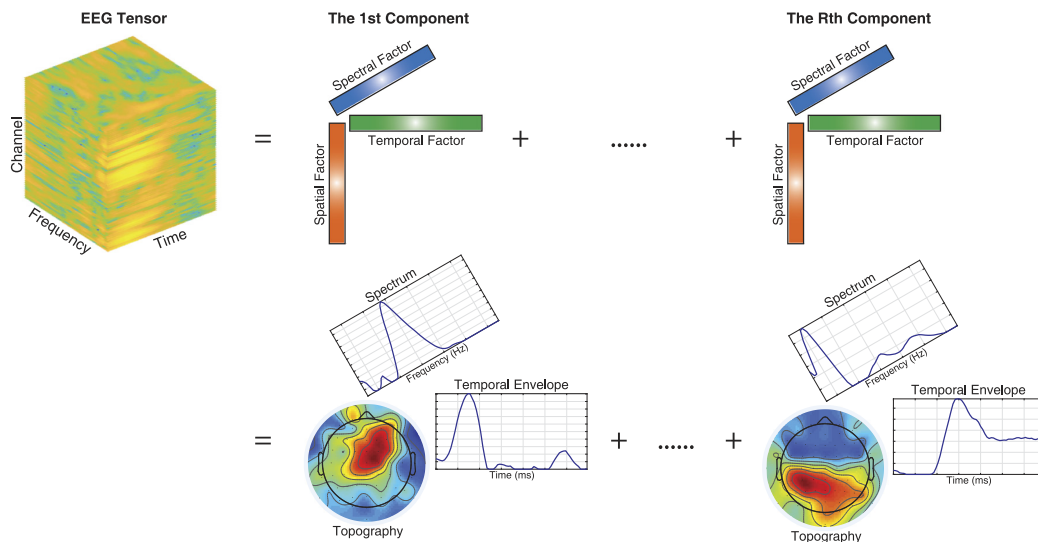 EEG Tensor
The 1st Component
The Rth Component
Channel
Frequency
Time
=
Spectral Factor
Temporal Factor
Spatial Factor
+
......
+
Spectral Factor
Temporal Factor
Spatial Factor
=
Spectrum
Frequency (Hz)
Temporal Envelope
Time (ms)
Topography
+
......
+
Spectrum
Frequency (Hz)
Temporal Envelope
Time (ms)
Topography